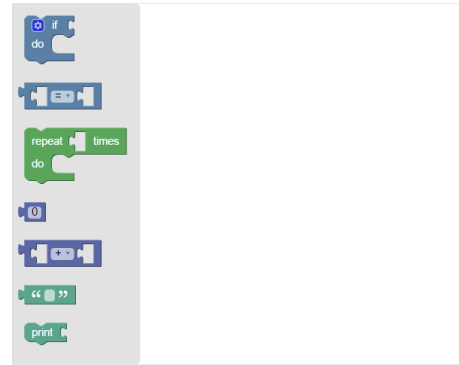 if
do
=
repeat times
do
0
+
“ ”
print